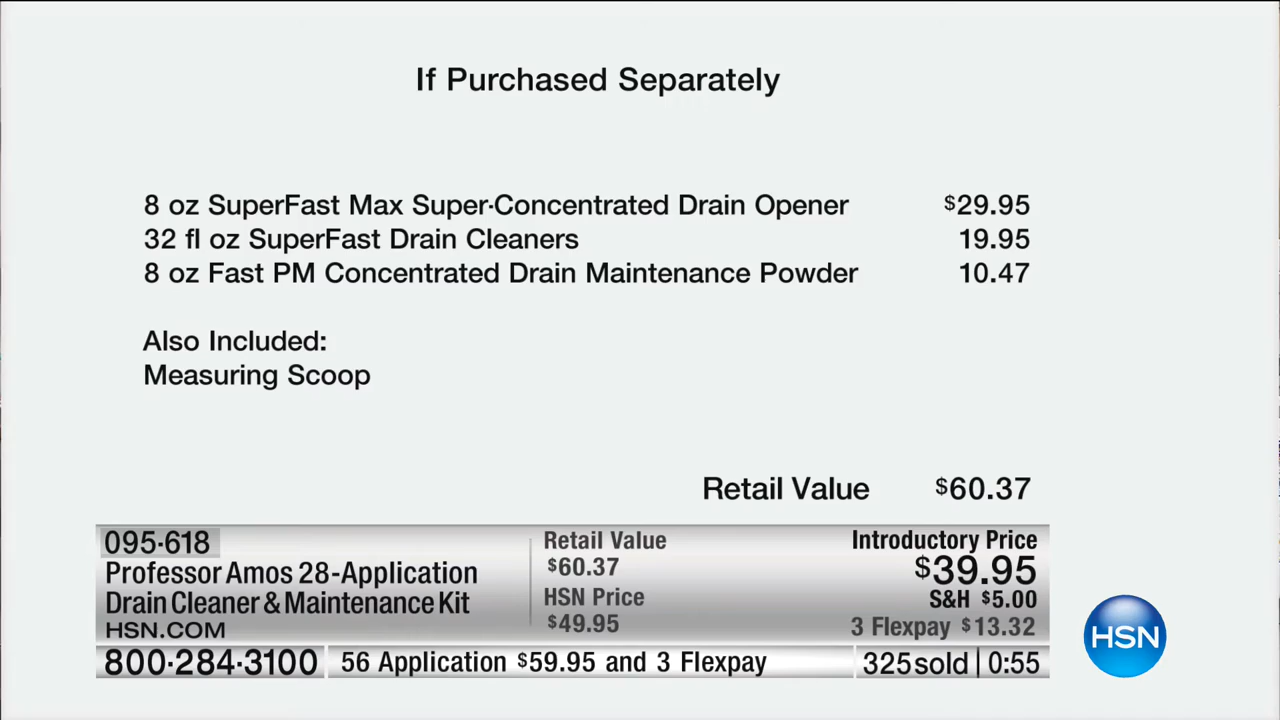 If Purchased Separately
8 oz SuperFast Max Super-Concentrated Drain Opener $29.95
32 fl oz SuperFast Drain Cleaners 19.95
8 oz Fast PM Concentrated Drain Maintenance Powder 10.47
Also Included:
Measuring Scoop
Retail Value $60.37
095-618
Professor Amos 28-Application
Drain Cleaner & Maintenance Kit
HSN.COM
Retail Value
$60.37
HSN Price
$49.95
Introductory Price
$39.95
S&H $5.00
3 Flexpay $13.32
HSN
800·284·3100
56 Application $59.95 and 3 Flexpay
325 sold | 0:55